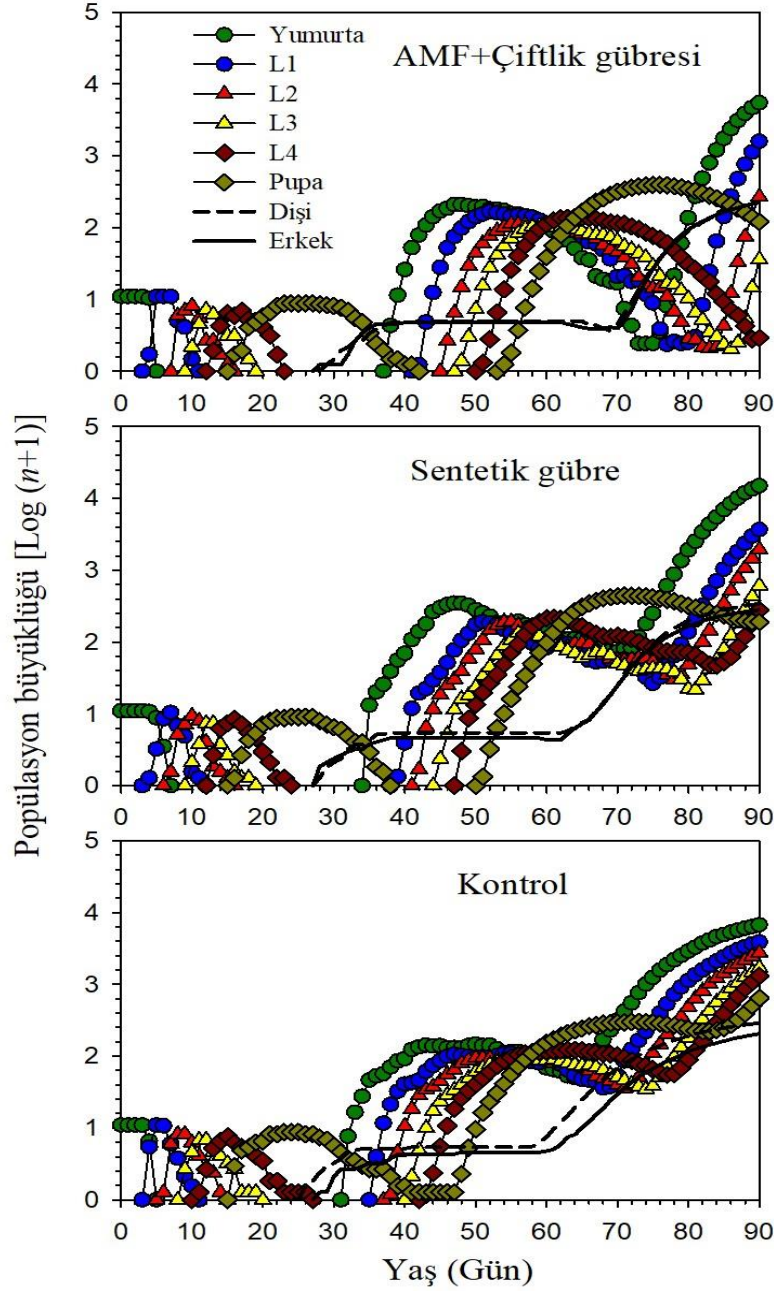 Popülasyon büyüklüğü [Log (n+1)]
5
4
3
2
1
0
Yumurta
L1
L2
L3
L4
Pupa
Dişi
Erkek
AMF+Çiftlik gübresi
0 10 20 30 40 50 60 70 80 90
5
4
3
2
1
0
Sentetik gübre
0 10 20 30 40 50 60 70 80 90
5
4
3
2
1
0
Kontrol
0 10 20 30 40 50 60 70 80 90
Yaş (Gün)